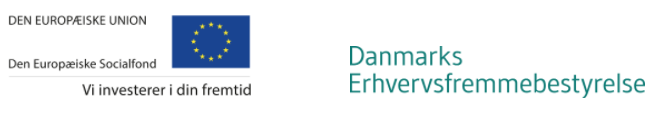 DEN EUROPÆISKE UNION
Den Europæiske Socialfond
Vi investerer i din fremtid
Danmarks
Erhvervsfremmebestyrelse